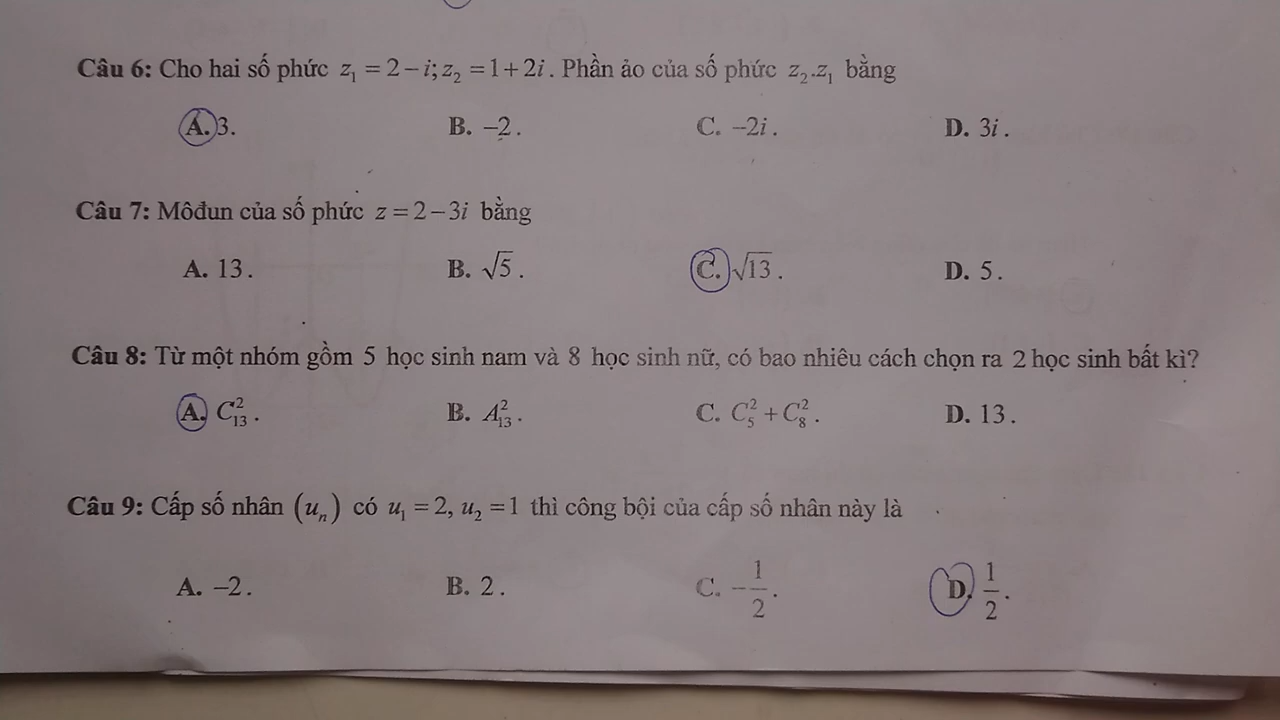 Câu 6: Cho hai số phức z₁ = 2 − i; z₂ = 1 + 2i. Phần ảo của số phức z₂.z₁ bằng
A. 3. B. −2. C. −2i. D. 3i.
Câu 7: Môđun của số phức z = 2 − 3i bằng
A. 13. B. √5. C. √13. D. 5.
Câu 8: Từ một nhóm gồm 5 học sinh nam và 8 học sinh nữ, có bao nhiêu cách chọn ra 2 học sinh bất kì?
A. C²₁₃. B. A²₁₃. C. C²₅ + C²₈. D. 13.
Câu 9: Cấp số nhân (uₙ) có u₁ = 2, u₂ = 1 thì công bội của cấp số nhân này là
A. −2. B. 2. C. −1/2. D. 1/2.